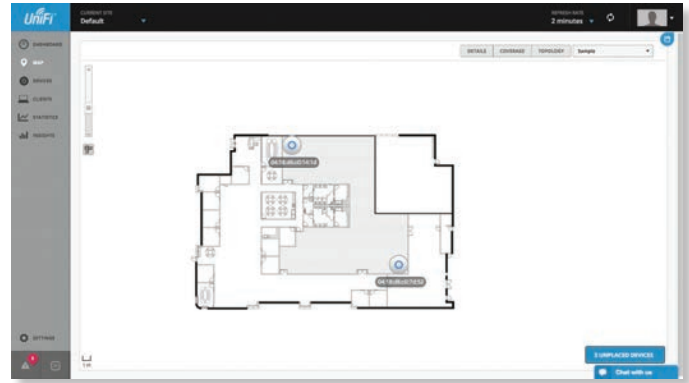 UniFi
CURRENT SITE
Default
REFRESH RATE
2 minutes
DETAILS
COVERAGE
TOPOLOGY
Sample
DASHBOARD
MAP
DEVICES
CLIENTS
STATISTICS
INSIGHTS
SETTINGS
UNPLACED DEVICES
Chat with us